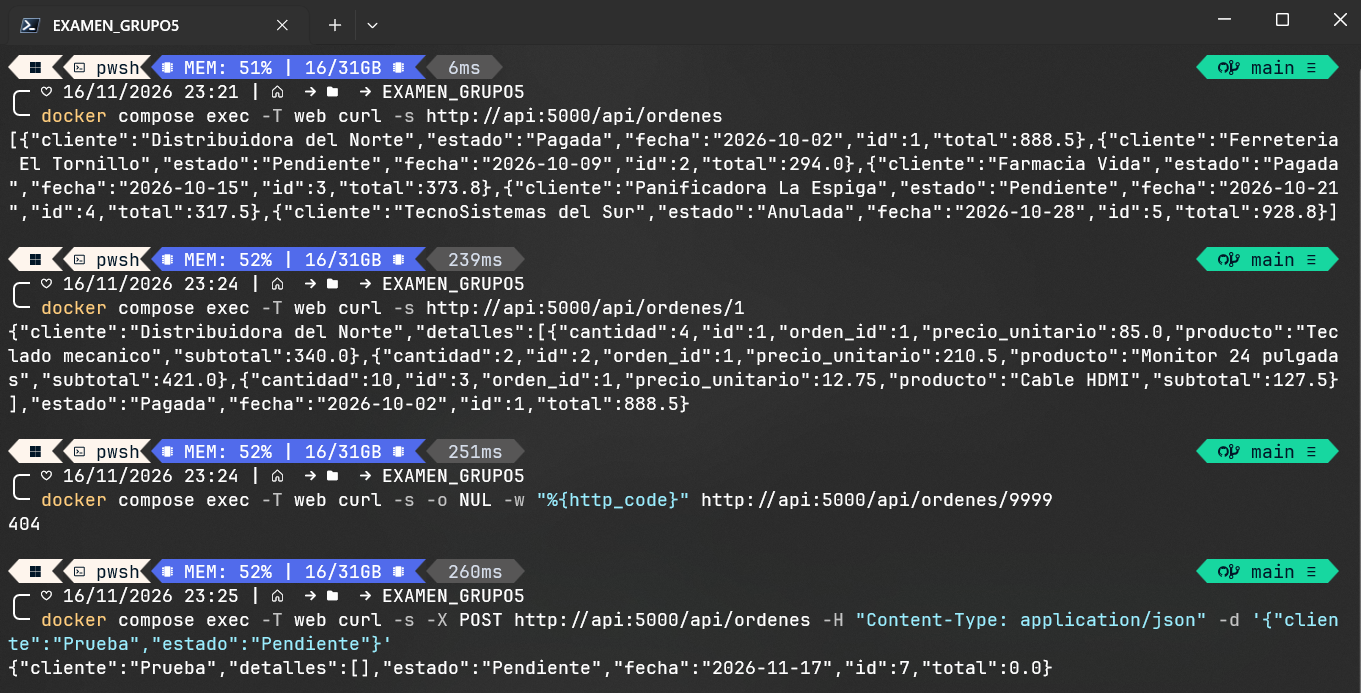 EXAMEN_GRUPO5
pwsh MEM: 51% | 16/31GB 6ms main
16/11/2026 23:21 | → → EXAMEN_GRUPO5
docker compose exec -T web curl -s http://api:5000/api/ordenes
[{"cliente":"Distribuidora del Norte","estado":"Pagada","fecha":"2026-10-02","id":1,"total":888.5},{"cliente":"Ferreteria
 El Tornillo","estado":"Pendiente","fecha":"2026-10-09","id":2,"total":294.0},{"cliente":"Farmacia Vida","estado":"Pagada
","fecha":"2026-10-15","id":3,"total":373.8},{"cliente":"Panificadora La Espiga","estado":"Pendiente","fecha":"2026-10-21
","id":4,"total":317.5},{"cliente":"TecnoSistemas del Sur","estado":"Anulada","fecha":"2026-10-28","id":5,"total":928.8}]
pwsh MEM: 52% | 16/31GB 239ms main
16/11/2026 23:24 | → → EXAMEN_GRUPO5
docker compose exec -T web curl -s http://api:5000/api/ordenes/1
{"cliente":"Distribuidora del Norte","detalles":[{"cantidad":4,"id":1,"orden_id":1,"precio_unitario":85.0,"producto":"Tec
lado mecanico","subtotal":340.0},{"cantidad":2,"id":2,"orden_id":1,"precio_unitario":210.5,"producto":"Monitor 24 pulgada
s","subtotal":421.0},{"cantidad":10,"id":3,"orden_id":1,"precio_unitario":12.75,"producto":"Cable HDMI","subtotal":127.5}
],"estado":"Pagada","fecha":"2026-10-02","id":1,"total":888.5}
pwsh MEM: 52% | 16/31GB 251ms main
16/11/2026 23:24 | → → EXAMEN_GRUPO5
docker compose exec -T web curl -s -o NUL -w "%{http_code}" http://api:5000/api/ordenes/9999
404
pwsh MEM: 52% | 16/31GB 260ms main
16/11/2026 23:25 | → → EXAMEN_GRUPO5
docker compose exec -T web curl -s -X POST http://api:5000/api/ordenes -H "Content-Type: application/json" -d '{"clien
te":"Prueba","estado":"Pendiente"}'
{"cliente":"Prueba","detalles":[],"estado":"Pendiente","fecha":"2026-11-17","id":7,"total":0.0}